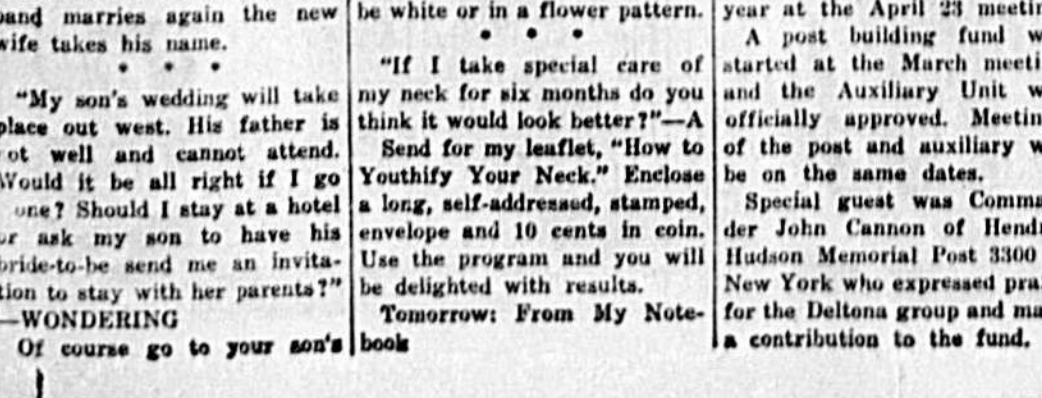 band marries again the new
wife takes his name.
* * *
"My son's wedding will take
place out west. His father is
ot well and cannot attend.
Would it be all right if I go
one? Should I stay at a hotel
or ask my son to have his
bride-to-be send me an invita-
tion to stay with her parents?"
—WONDERING
Of course go to your son's
be white or in a flower pattern.
* * *
"If I take special care of
my neck for six months do you
think it would look better?"—A
Send for my leaflet, "How to
Youthify Your Neck." Enclose
a long, self-addressed, stamped,
envelope and 10 cents in coin.
Use the program and you will
be delighted with results.
Tomorrow: From My Note-
book
year at the April 23 meetin
A post building fund w
started at the March meeti
and the Auxiliary Unit w
officially approved. Meetin
of the post and auxiliary w
be on the same dates.
Special guest was Comma
der John Cannon of Hend
Hudson Memorial Post 3300
New York who expressed pra
for the Deltona group and ma
a contribution to the fund.